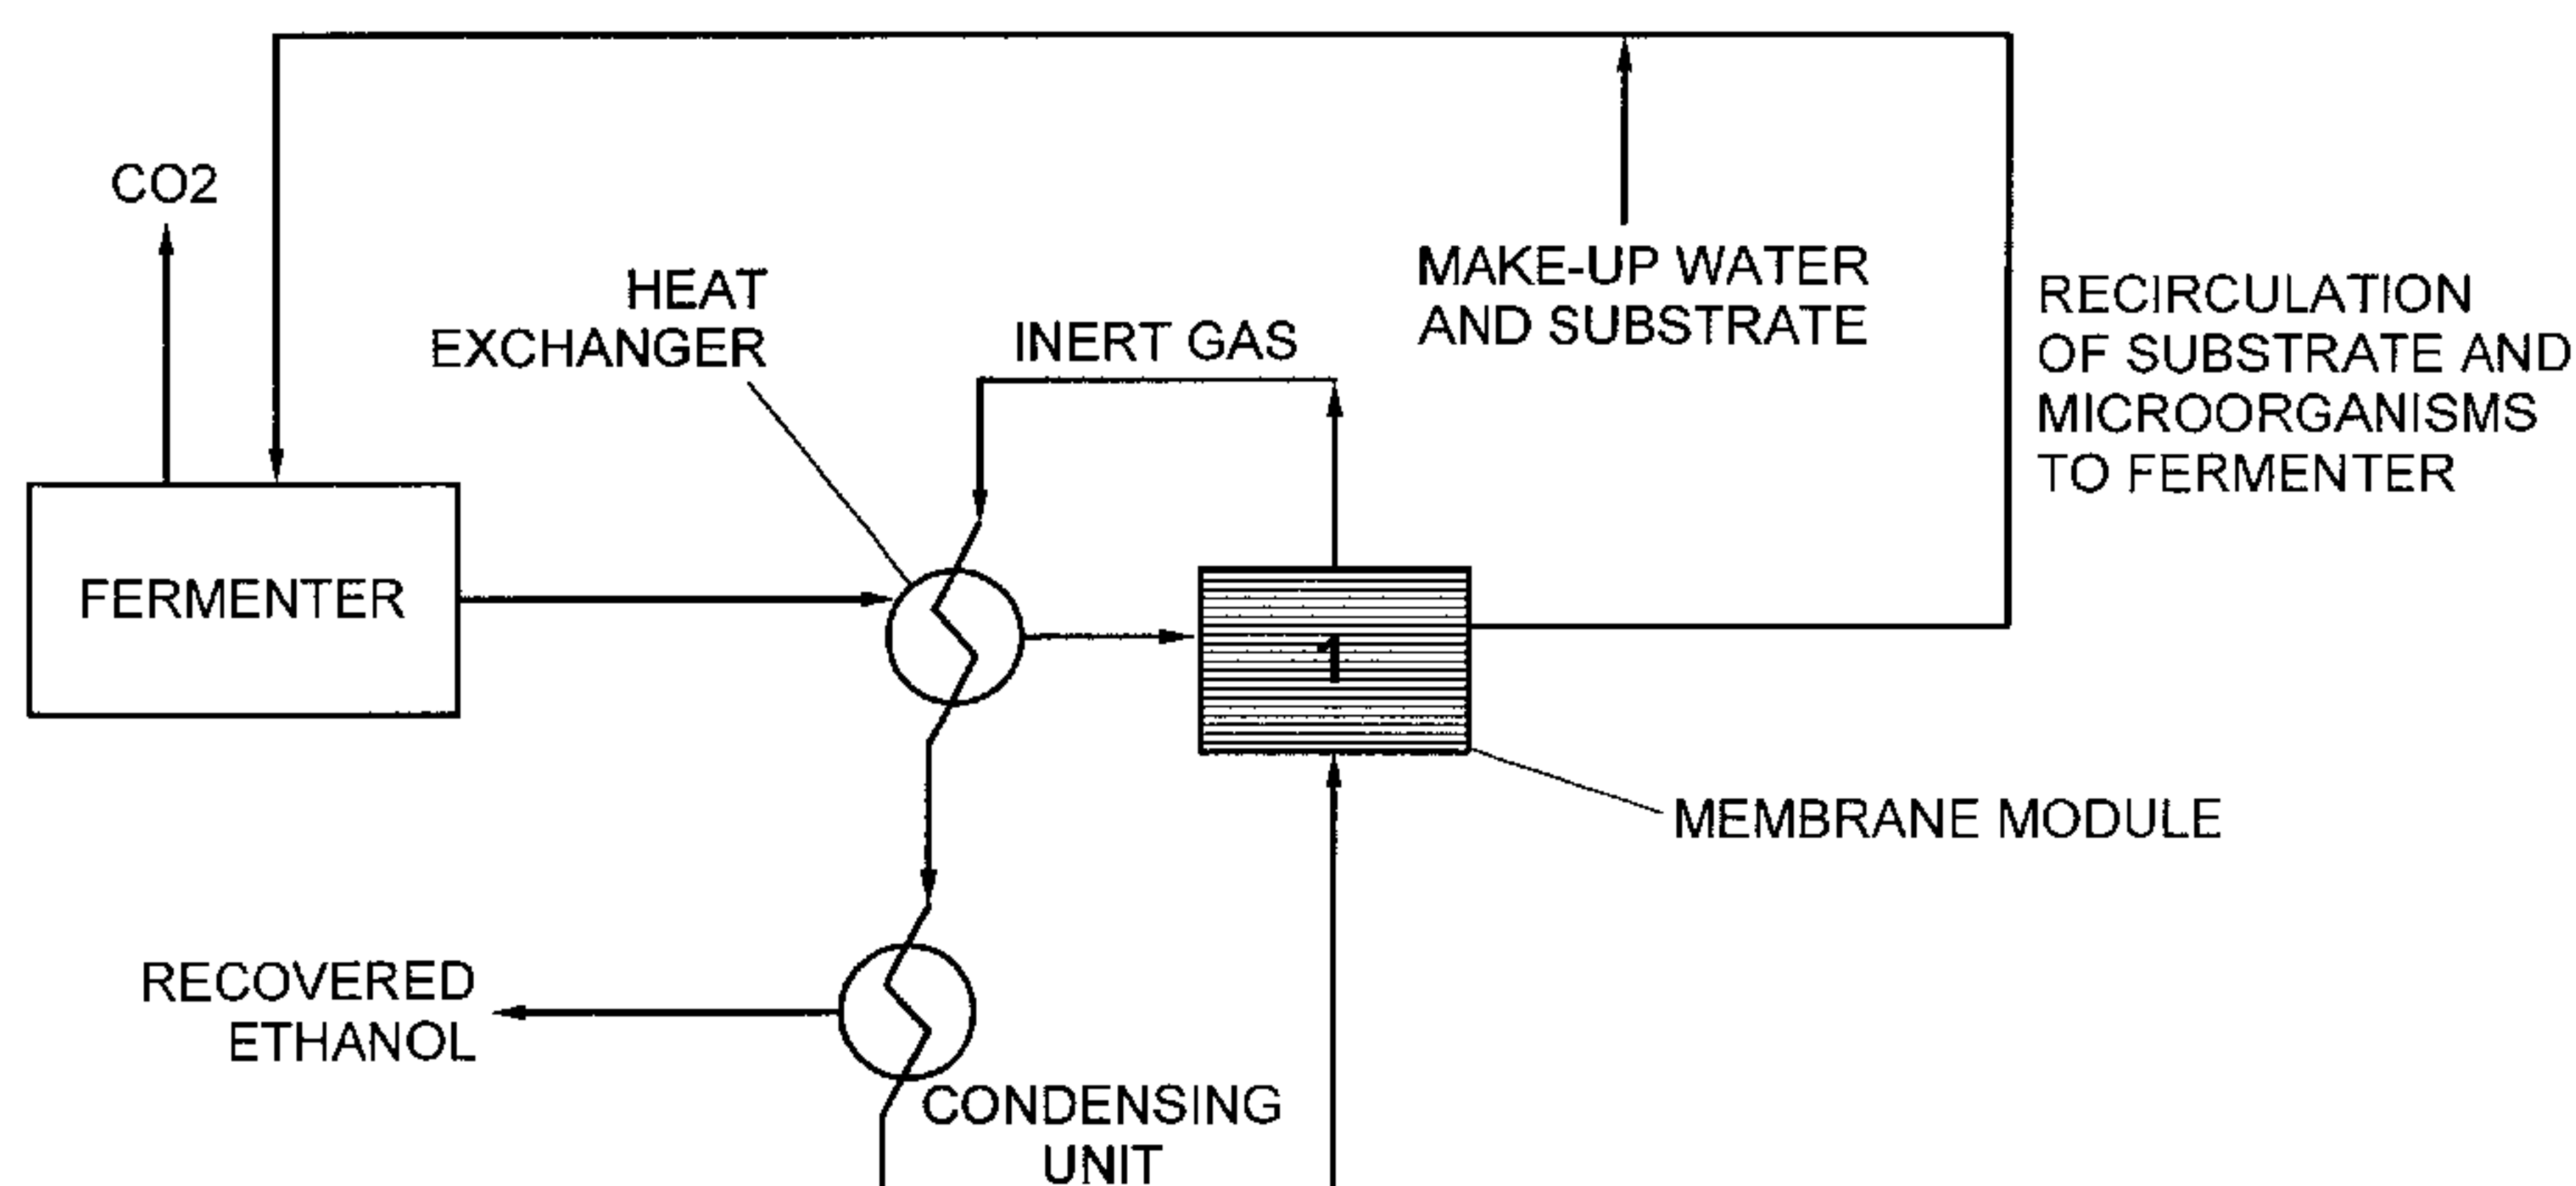 CO2
HEAT
EXCHANGER
INERT GAS
MAKE-UP WATER
AND SUBSTRATE
RECIRCULATION
OF SUBSTRATE AND
MICROORGANISMS
TO FERMENTER
FERMENTER
1
MEMBRANE MODULE
RECOVERED
ETHANOL
CONDENSING
UNIT